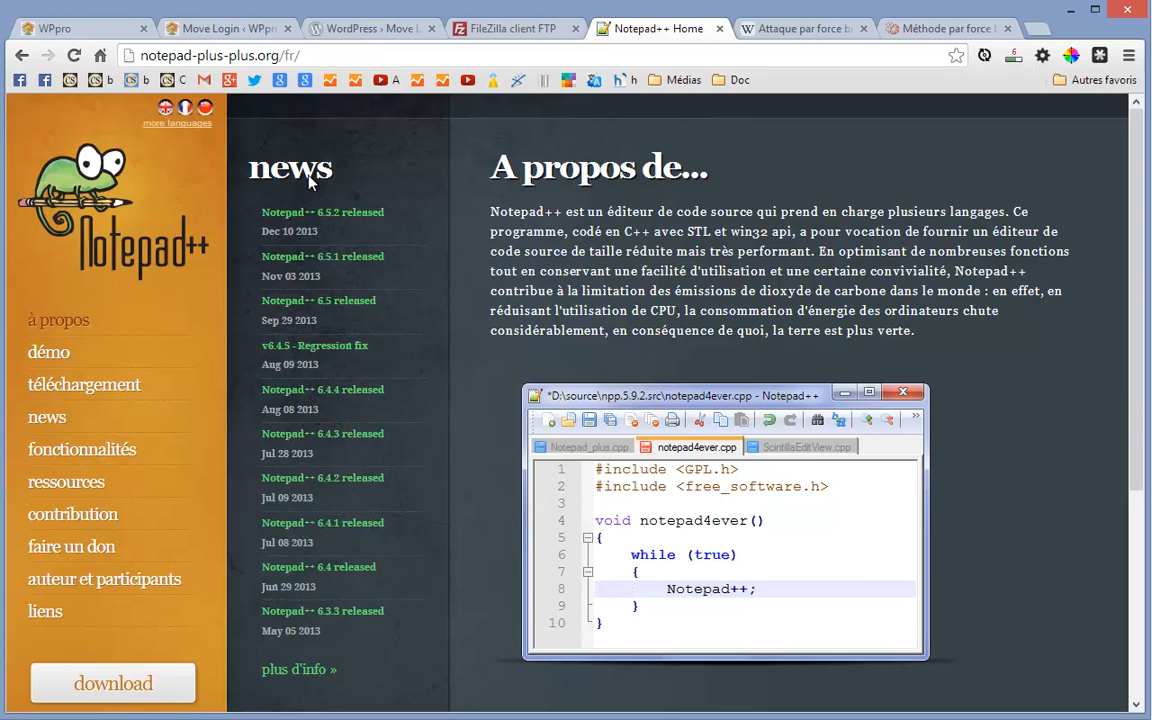 WPpro
Move Login ‹ WPpro
WordPress › Move L
FileZilla client FTP
Notepad++ Home
Attaque par force b
Méthode par force b
notepad-plus-plus.org/fr/
b
b
C
A
h
Médias
Doc
Autres favoris
more languages
Notepad++
à propos
démo
téléchargement
news
fonctionnalités
ressources
contribution
faire un don
auteur et participants
liens
download
news
Notepad++ 6.5.2 released
Dec 10 2013
Notepad++ 6.5.1 released
Nov 03 2013
Notepad++ 6.5 released
Sep 29 2013
v6.4.5 - Regression fix
Aug 09 2013
Notepad++ 6.4.4 released
Aug 08 2013
Notepad++ 6.4.3 released
Jul 28 2013
Notepad++ 6.4.2 released
Jul 09 2013
Notepad++ 6.4.1 released
Jul 08 2013
Notepad++ 6.4 released
Jun 29 2013
Notepad++ 6.3.3 released
May 05 2013
plus d'info »
A propos de...
Notepad++ est un éditeur de code source qui prend en charge plusieurs langages. Ce
programme, codé en C++ avec STL et win32 api, a pour vocation de fournir un éditeur de
code source de taille réduite mais très performant. En optimisant de nombreuses fonctions
tout en conservant une facilité d'utilisation et une certaine convivialité, Notepad++
contribue à la limitation des émissions de dioxyde de carbone dans le monde : en effet, en
réduisant l'utilisation de CPU, la consommation d'énergie des ordinateurs chute
considérablement, en conséquence de quoi, la terre est plus verte.
*D:\source\npp.5.9.2.src\notepad4ever.cpp - Notepad++
Notepad_plus.cpp
notepad4ever.cpp
ScintillaEditView.cpp
1 #include <GPL.h>
2 #include <free_software.h>
3
4 void notepad4ever()
5 {
6 while (true)
7 {
8 Notepad++;
9 }
10 }